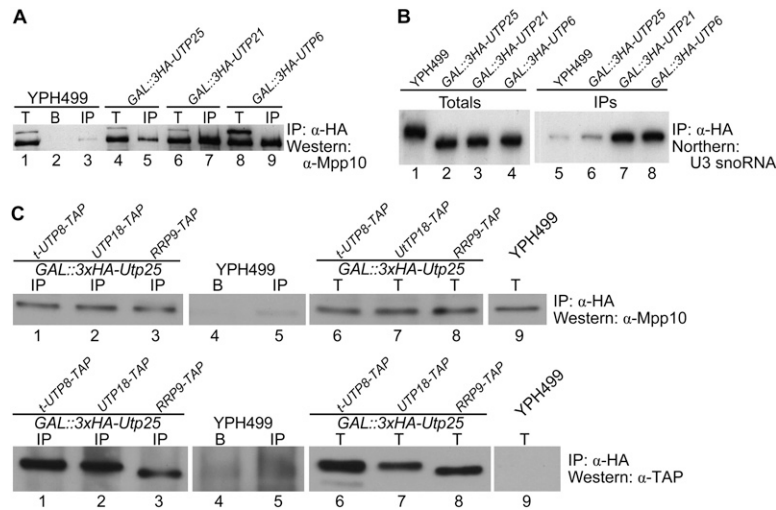 A
GAL::3HA-UTP25
GAL::3HA-UTP21
GAL::3HA-UTP6
YPH499
T B IP T IP T IP T IP
IP: α-HA
Western:
α-Mpp10
1 2 3 4 5 6 7 8 9
B
YPH499
GAL::3HA-UTP25
GAL::3HA-UTP21
GAL::3HA-UTP6
YPH499
GAL::3HA-UTP25
GAL::3HA-UTP21
GAL::3HA-UTP6
Totals IPs
IP: α-HA
Northern:
U3 snoRNA
1 2 3 4 5 6 7 8
C
t-UTP8-TAP
UTP18-TAP
RRP9-TAP
t-UTP8-TAP
UtTP18-TAP
RRP9-TAP
YPH499
GAL::3xHA-Utp25 YPH499 GAL::3xHA-Utp25
IP IP IP B IP T T T T
IP: α-HA
Western: α-Mpp10
1 2 3 4 5 6 7 8 9
t-UTP8-TAP
UTP18-TAP
RRP9-TAP
t-UTP8-TAP
UTP18-TAP
RRP9-TAP
YPH499
GAL::3xHA-Utp25 YPH499 GAL::3xHA-Utp25
IP IP IP B IP T T T T
IP: α-HA
Western: α-TAP
1 2 3 4 5 6 7 8 9